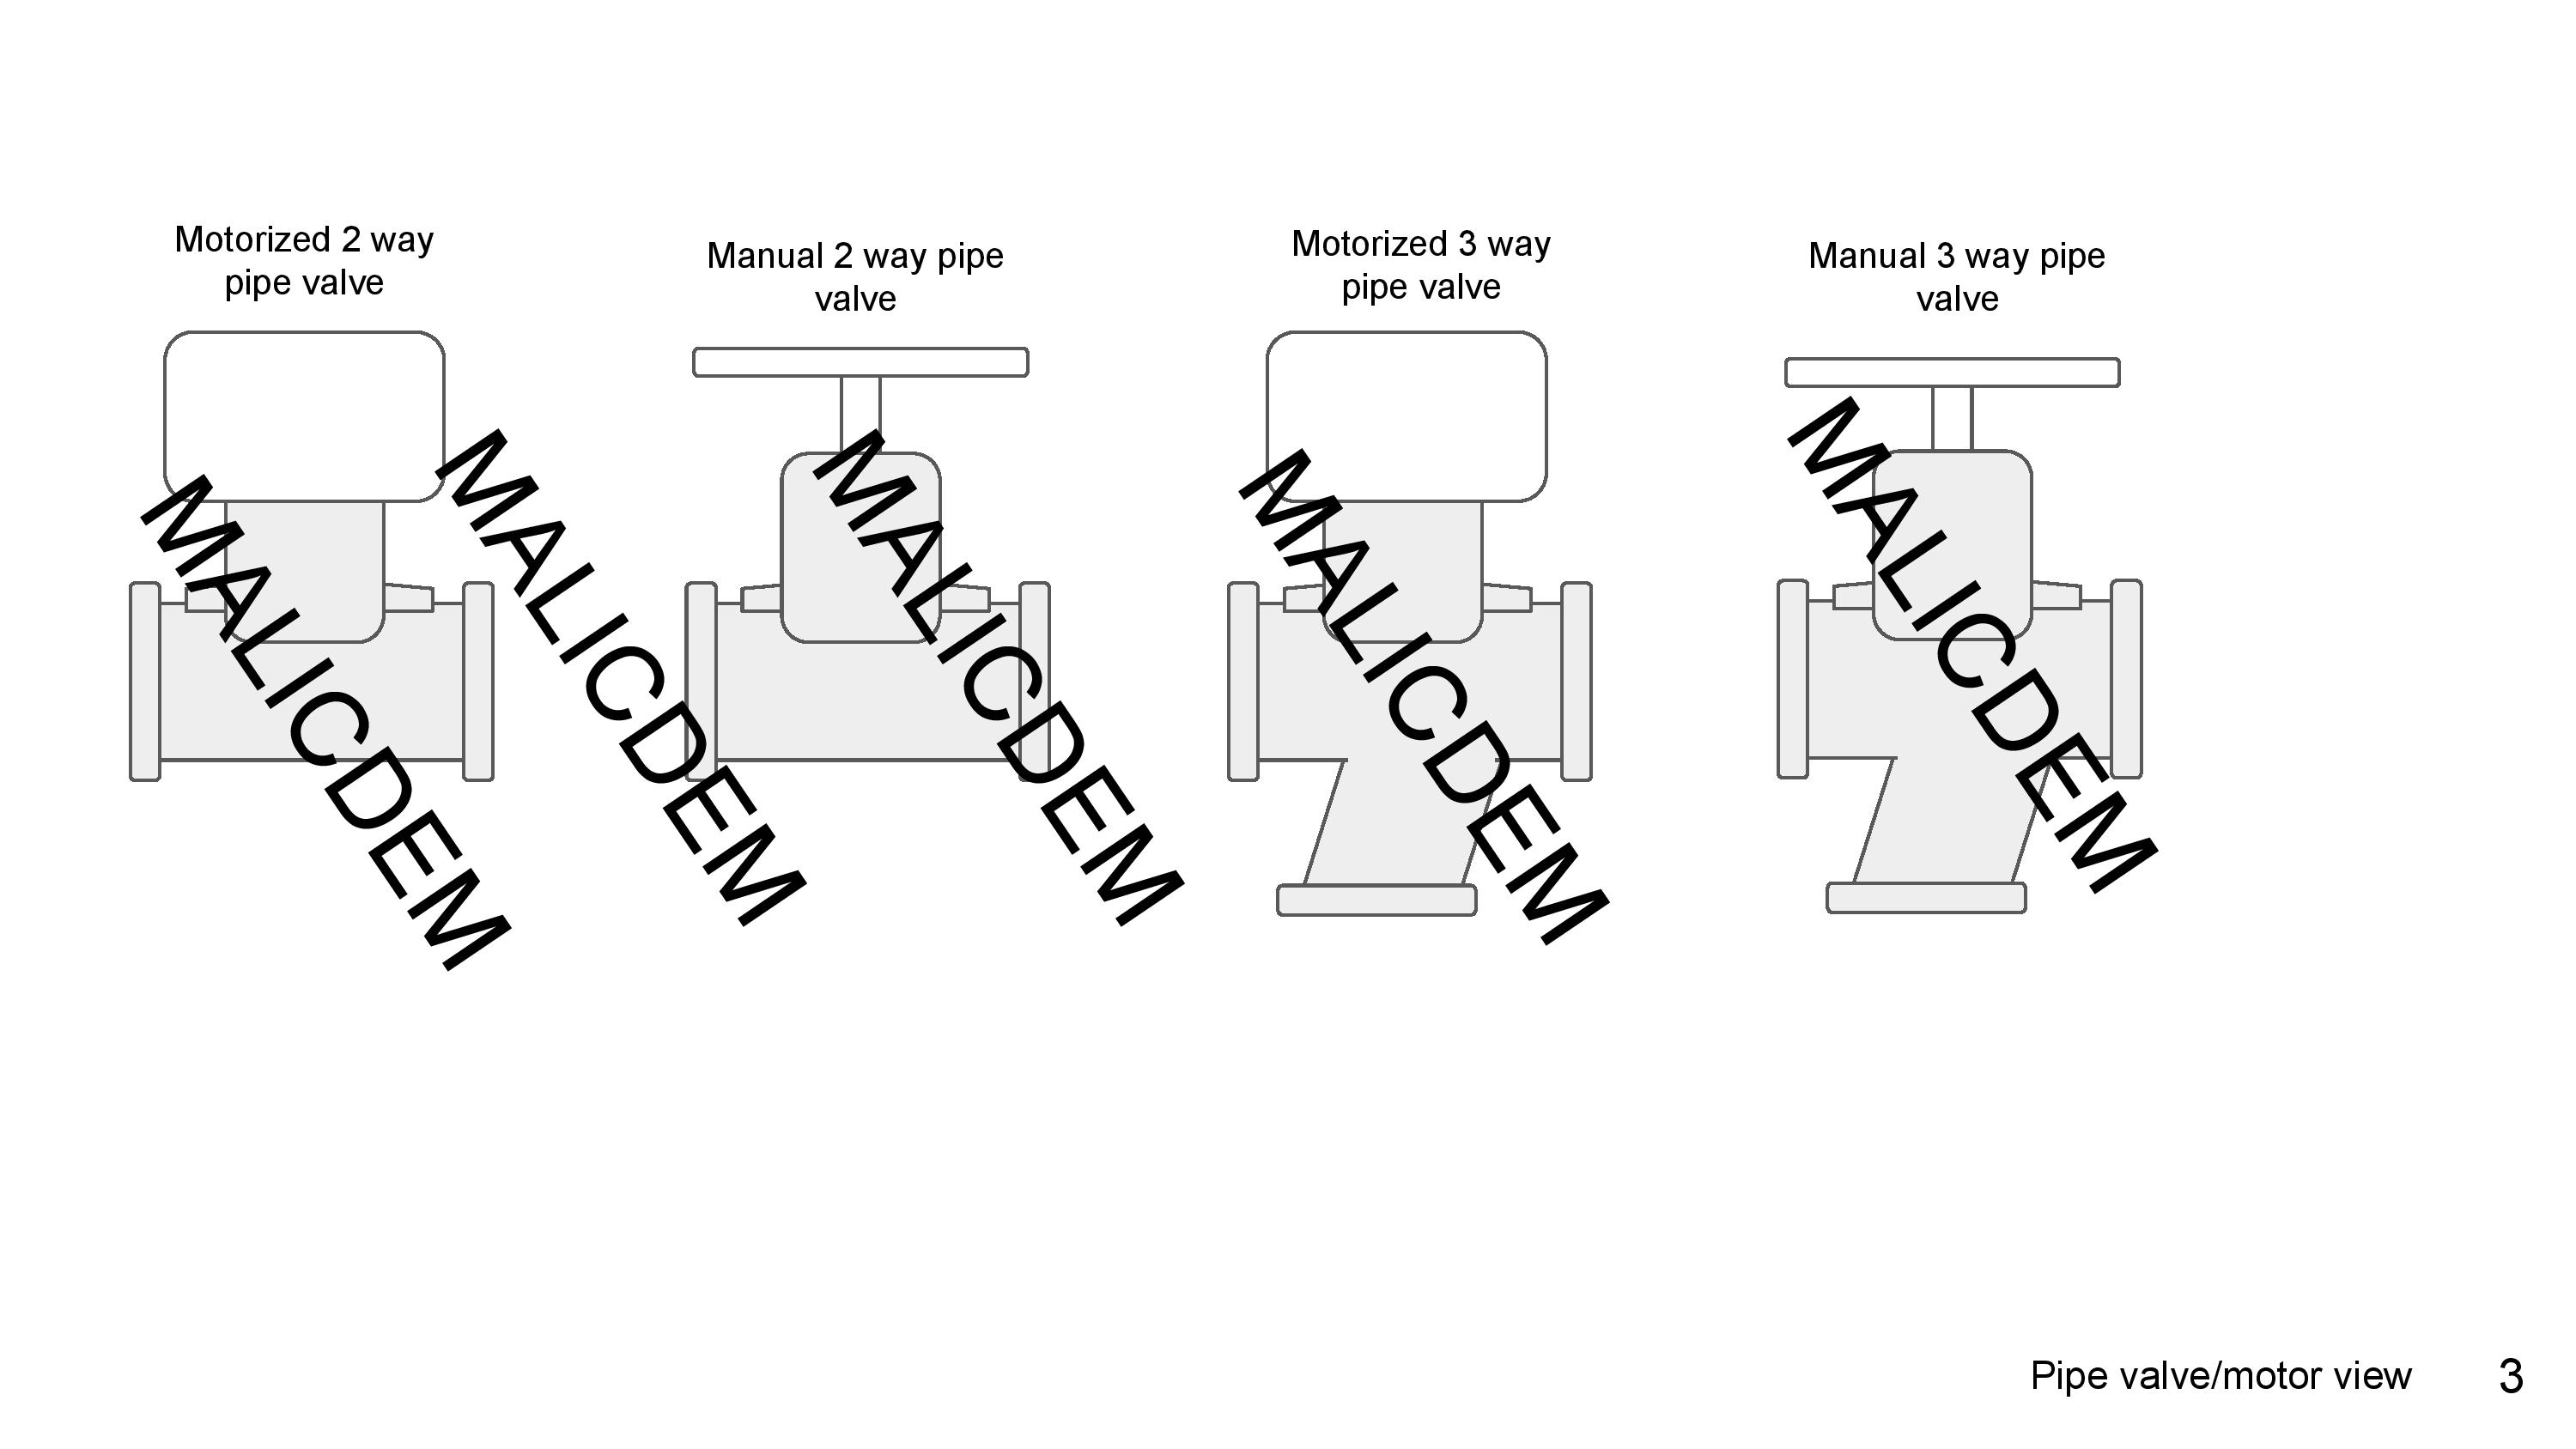 Motorized 2 way
pipe valve
Manual 2 way pipe
valve
Motorized 3 way
pipe valve
Manual 3 way pipe
valve
MALICDEM
MALICDEM
MALICDEM
MALICDEM
MALICDEM
Pipe valve/motor view
3